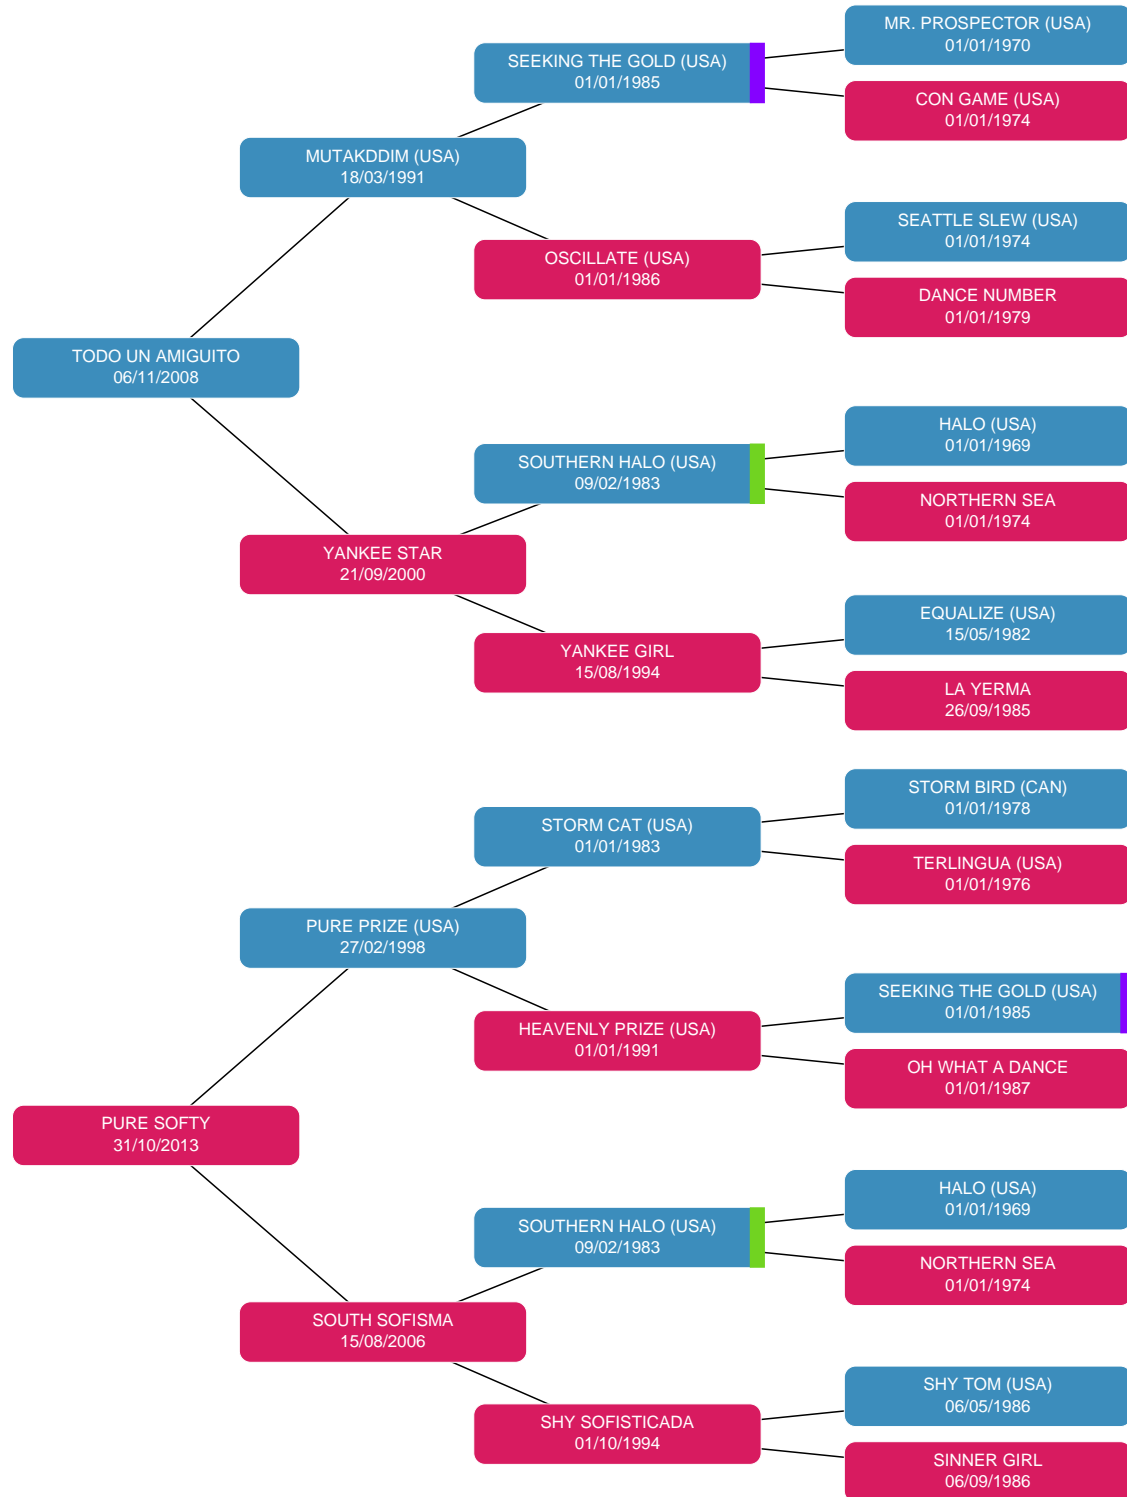 MR. PROSPECTOR (USA)
01/01/1970
SEEKING THE GOLD (USA)
01/01/1985
CON GAME (USA)
01/01/1974
MUTAKDDIM (USA)
18/03/1991
SEATTLE SLEW (USA)
01/01/1974
OSCILLATE (USA)
01/01/1986
DANCE NUMBER
01/01/1979
TODO UN AMIGUITO
06/11/2008
HALO (USA)
01/01/1969
SOUTHERN HALO (USA)
09/02/1983
NORTHERN SEA
01/01/1974
YANKEE STAR
21/09/2000
EQUALIZE (USA)
15/05/1982
YANKEE GIRL
15/08/1994
LA YERMA
26/09/1985
STORM BIRD (CAN)
01/01/1978
STORM CAT (USA)
01/01/1983
TERLINGUA (USA)
01/01/1976
PURE PRIZE (USA)
27/02/1998
SEEKING THE GOLD (USA)
01/01/1985
HEAVENLY PRIZE (USA)
01/01/1991
OH WHAT A DANCE
01/01/1987
PURE SOFTY
31/10/2013
HALO (USA)
01/01/1969
SOUTHERN HALO (USA)
09/02/1983
NORTHERN SEA
01/01/1974
SOUTH SOFISMA
15/08/2006
SHY TOM (USA)
06/05/1986
SHY SOFISTICADA
01/10/1994
SINNER GIRL
06/09/1986